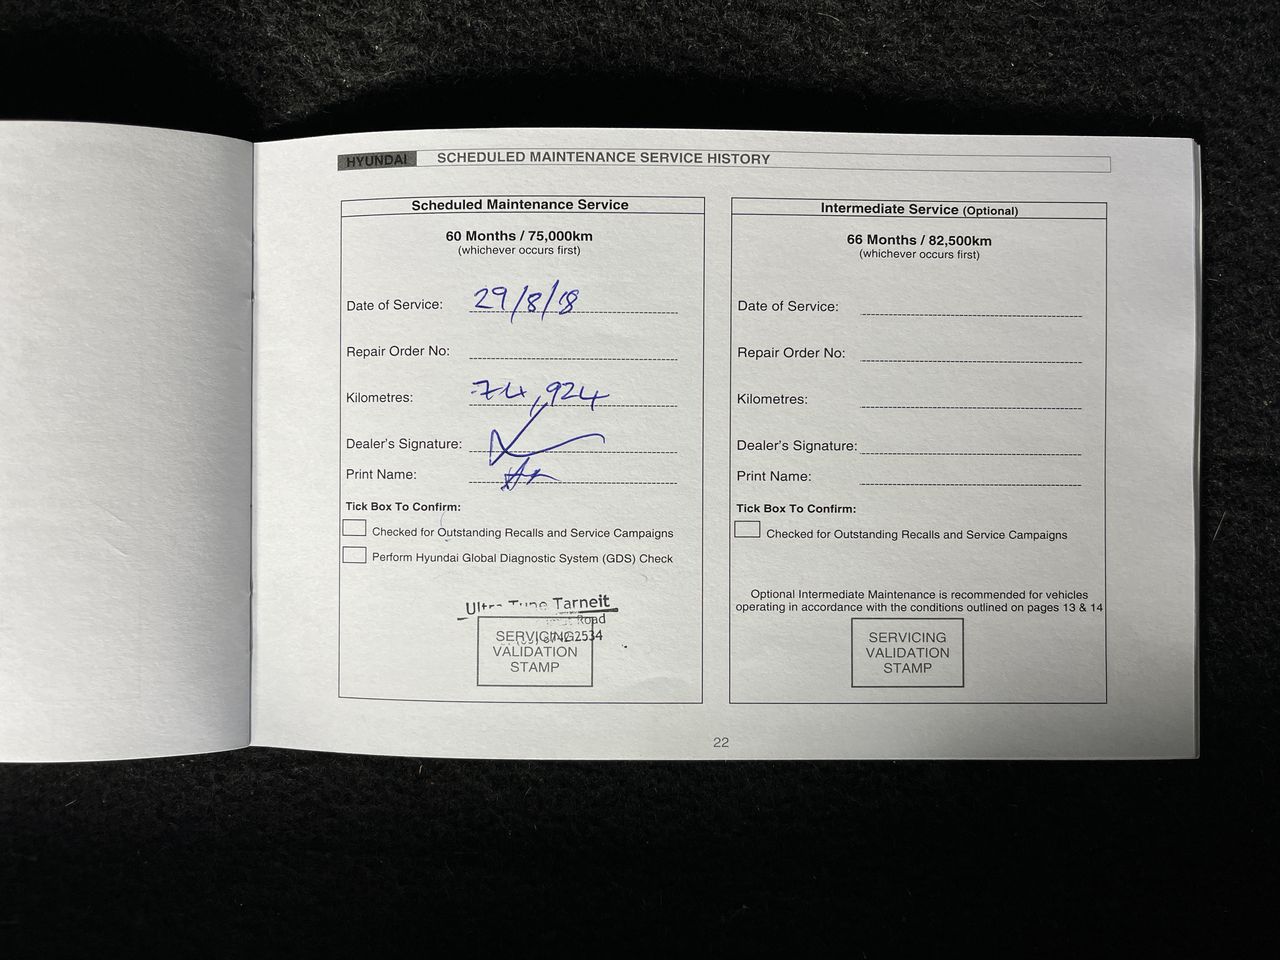 HYUNDAI SCHEDULED MAINTENANCE SERVICE HISTORY
Scheduled Maintenance Service
60 Months / 75,000km
(whichever occurs first)
Date of Service: 29/8/18
Repair Order No:
Kilometres: 74,924
Dealer's Signature:
Print Name:
Tick Box To Confirm:
Checked for Outstanding Recalls and Service Campaigns
Perform Hyundai Global Diagnostic System (GDS) Check
Tarneit
Road
2534
SERVICING
VALIDATION
STAMP
Intermediate Service (Optional)
66 Months / 82,500km
(whichever occurs first)
Date of Service:
Repair Order No:
Kilometres:
Dealer's Signature:
Print Name:
Tick Box To Confirm:
Checked for Outstanding Recalls and Service Campaigns
Optional Intermediate Maintenance is recommended for vehicles
operating in accordance with the conditions outlined on pages 13 & 14
SERVICING
VALIDATION
STAMP
22